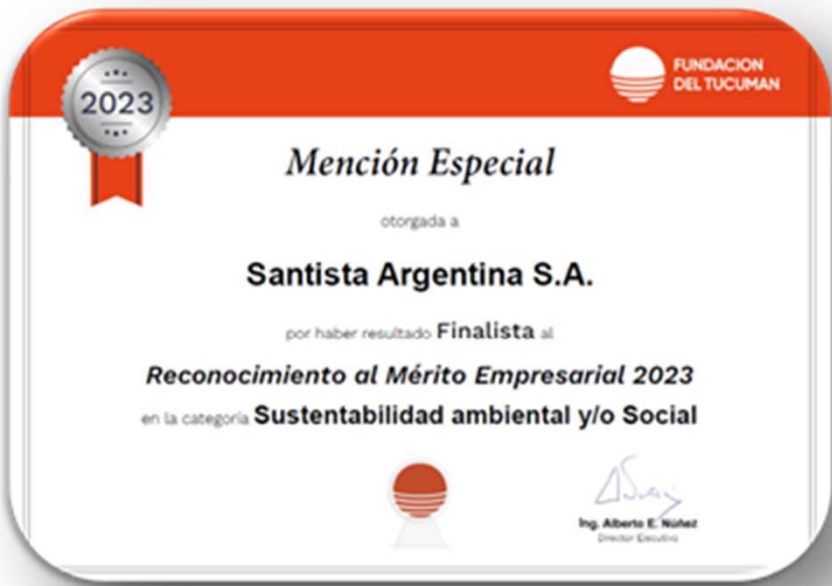 2023
FUNDACION
DEL TUCUMAN
Mención Especial
otorgada a
Santista Argentina S.A.
por haber resultado Finalista al
Reconocimiento al Mérito Empresarial 2023
en la categoría Sustentabilidad ambiental y/o Social
Ing. Alberto E. Núñez
Director Ejecutivo